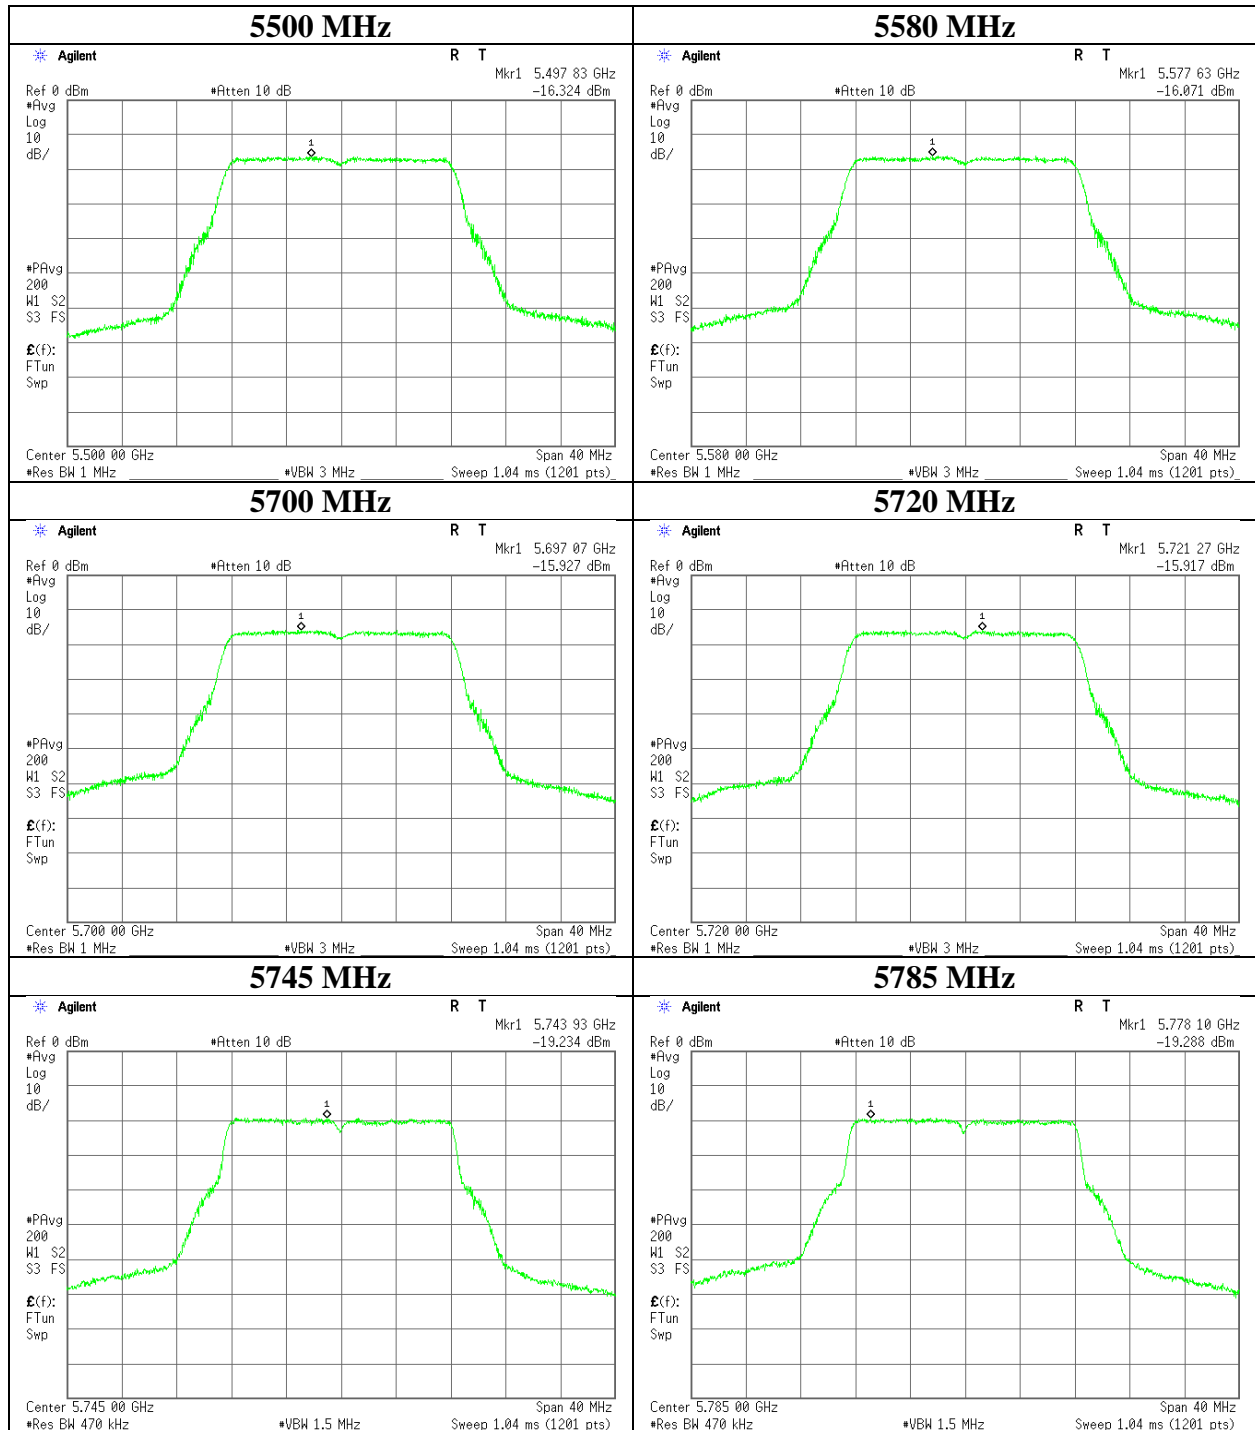 5500 MHz
Agilent R T
Mkr1 5.497 83 GHz
Ref 0 dBm #Atten 10 dB -16.324 dBm
#Avg
Log
10
dB/
1
#PAvg
200
W1 S2
S3 FS
£(f):
FTun
Swp
Center 5.500 00 GHz Span 40 MHz
#Res BW 1 MHz #VBW 3 MHz Sweep 1.04 ms (1201 pts)
5580 MHz
Agilent R T
Mkr1 5.577 63 GHz
Ref 0 dBm #Atten 10 dB -16.071 dBm
#Avg
Log
10
dB/
1
#PAvg
200
W1 S2
S3 FS
£(f):
FTun
Swp
Center 5.580 00 GHz Span 40 MHz
#Res BW 1 MHz #VBW 3 MHz Sweep 1.04 ms (1201 pts)
5700 MHz
Agilent R T
Mkr1 5.697 07 GHz
Ref 0 dBm #Atten 10 dB -15.927 dBm
#Avg
Log
10
dB/
1
#PAvg
200
W1 S2
S3 FS
£(f):
FTun
Swp
Center 5.700 00 GHz Span 40 MHz
#Res BW 1 MHz #VBW 3 MHz Sweep 1.04 ms (1201 pts)
5720 MHz
Agilent R T
Mkr1 5.721 27 GHz
Ref 0 dBm #Atten 10 dB -15.917 dBm
#Avg
Log
10
dB/
1
#PAvg
200
W1 S2
S3 FS
£(f):
FTun
Swp
Center 5.720 00 GHz Span 40 MHz
#Res BW 1 MHz #VBW 3 MHz Sweep 1.04 ms (1201 pts)
5745 MHz
Agilent R T
Mkr1 5.743 93 GHz
Ref 0 dBm #Atten 10 dB -19.234 dBm
#Avg
Log
10
dB/
1
#PAvg
200
W1 S2
S3 FS
£(f):
FTun
Swp
Center 5.745 00 GHz Span 40 MHz
#Res BW 470 kHz #VBW 1.5 MHz Sweep 1.04 ms (1201 pts)
5785 MHz
Agilent R T
Mkr1 5.778 10 GHz
Ref 0 dBm #Atten 10 dB -19.288 dBm
#Avg
Log
10
dB/
1
#PAvg
200
W1 S2
S3 FS
£(f):
FTun
Swp
Center 5.785 00 GHz Span 40 MHz
#Res BW 470 kHz #VBW 1.5 MHz Sweep 1.04 ms (1201 pts)